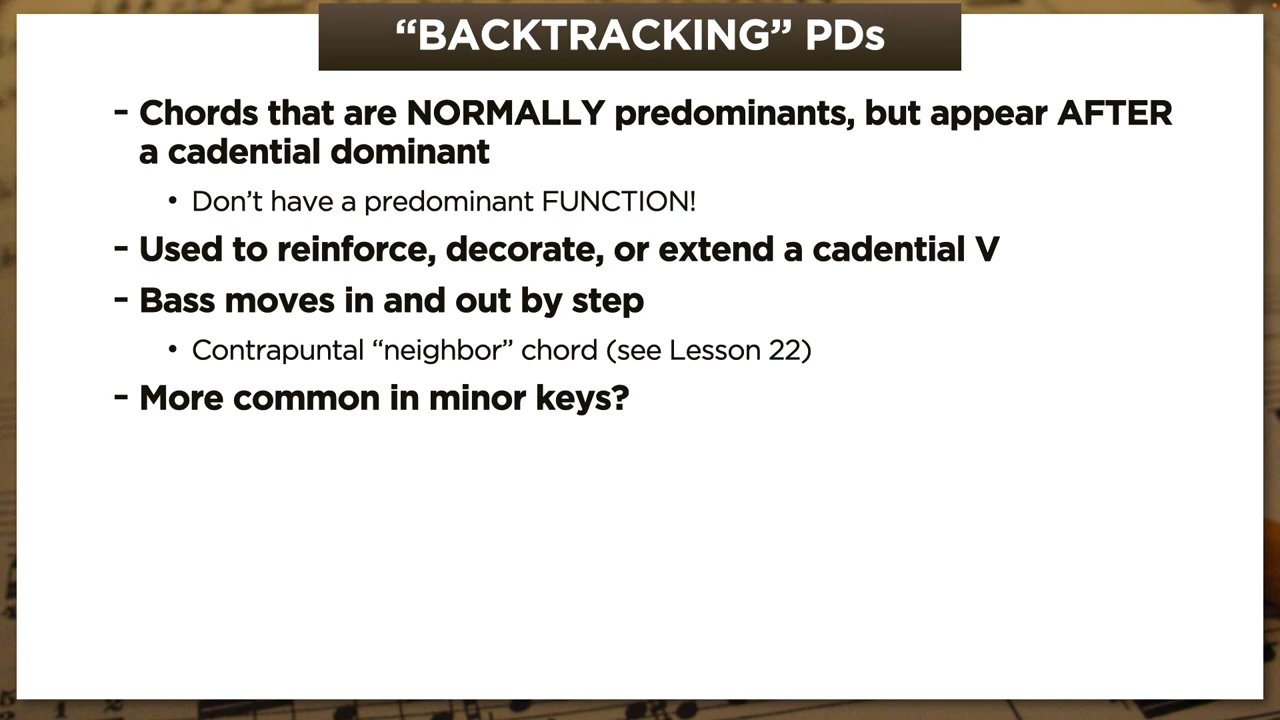 “BACKTRACKING” PDs
- Chords that are NORMALLY predominants, but appear AFTER
a cadential dominant
• Don’t have a predominant FUNCTION!
- Used to reinforce, decorate, or extend a cadential V
- Bass moves in and out by step
• Contrapuntal “neighbor” chord (see Lesson 22)
- More common in minor keys?